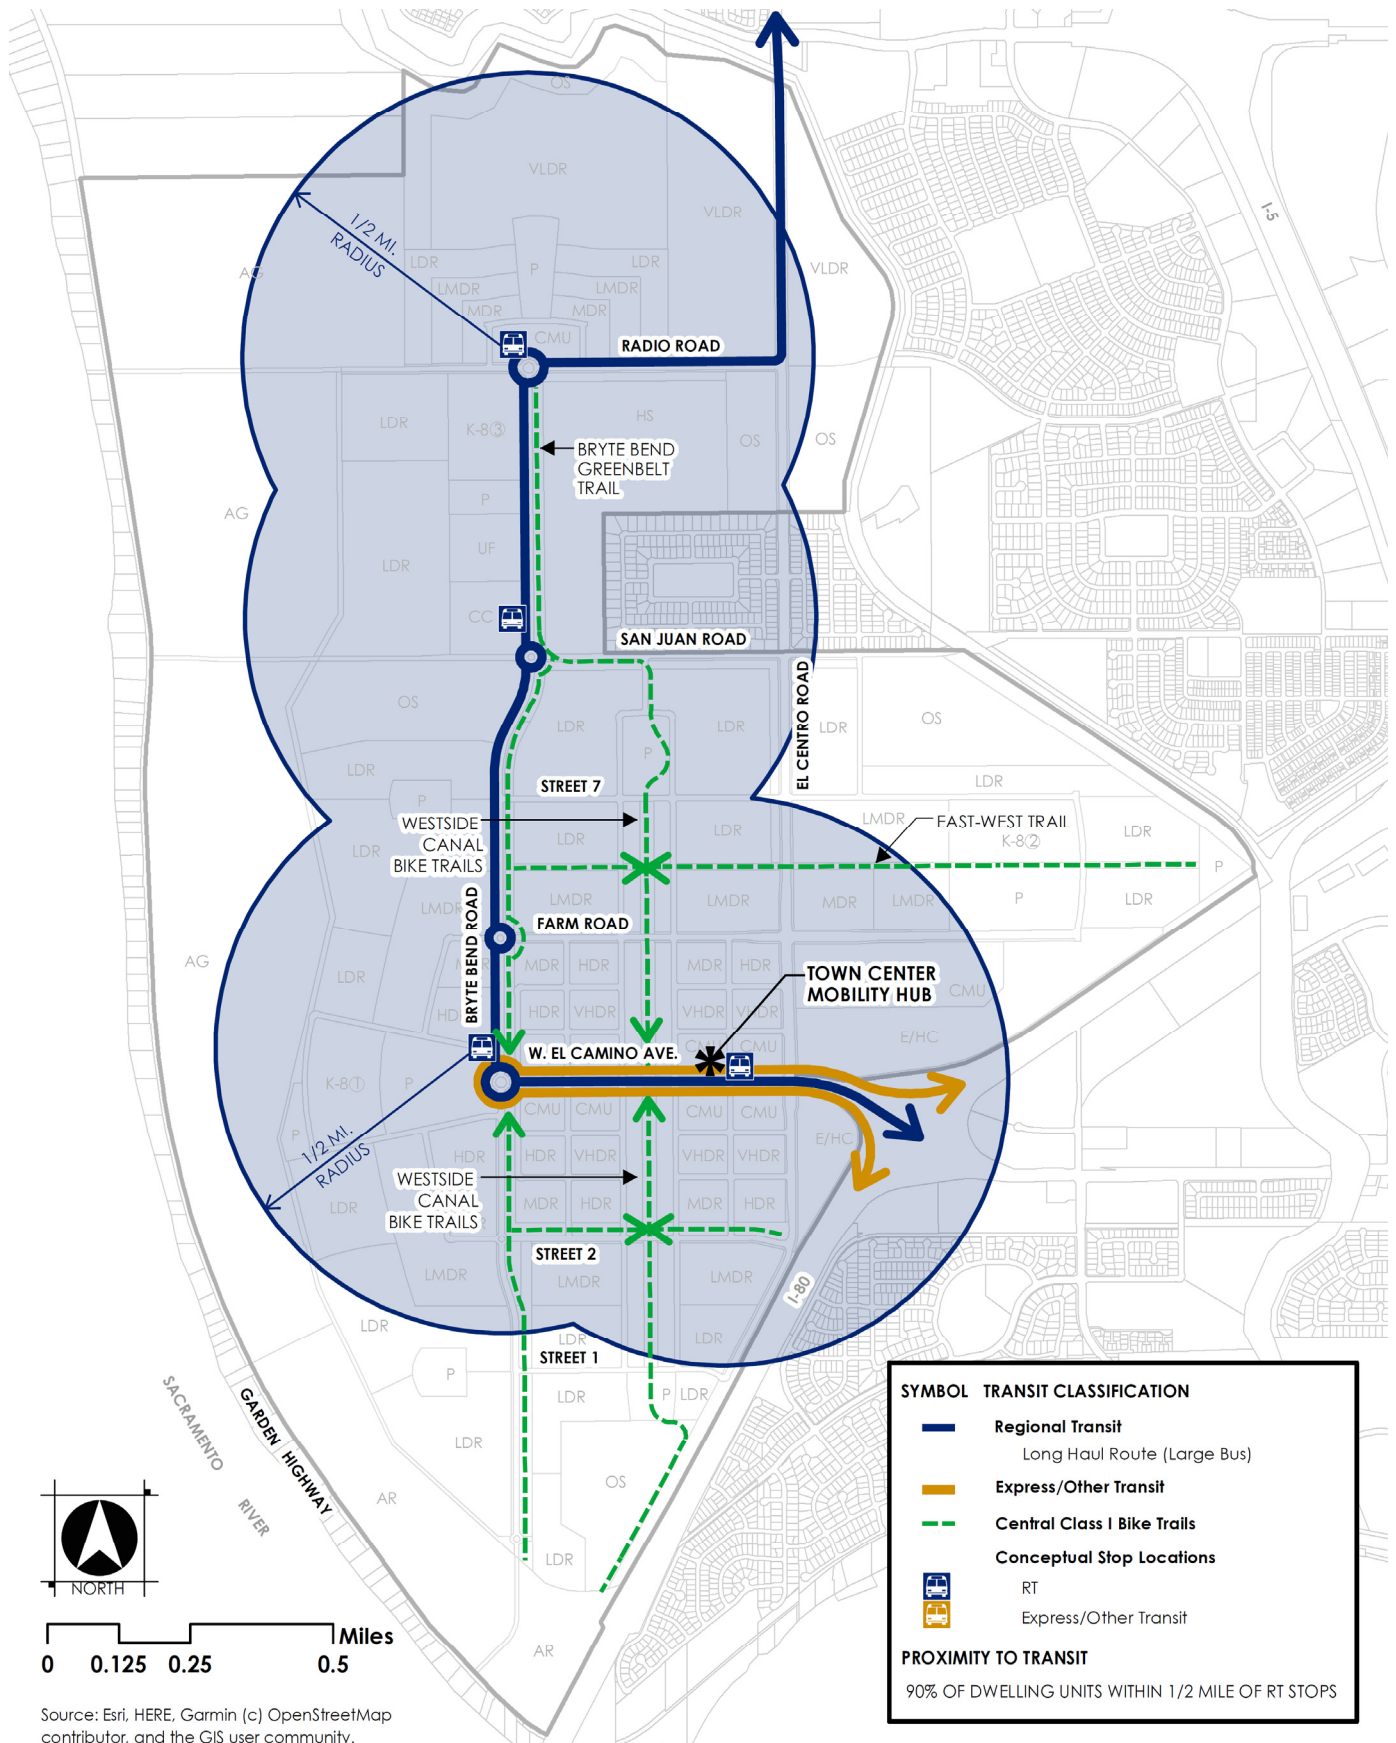 OS
VLDR
VLDR
VLDR
I-5
1/2 MI.
RADIUS
AG
LDR
P
LDR
LMDR
LMDR
MDR
MDR
CMU
RADIO ROAD
LDR
K-8③
HS
OS
OS
BRYTE BEND
GREENBELT
TRAIL
P
AG
UF
LDR
CC
SAN JUAN ROAD
EL CENTRO ROAD
OS
LDR
P
LDR
LDR
OS
LDR
LDR
STREET 7
P
WESTSIDE
CANAL
BIKE TRAILS
LDR
LDR
LDR
LMDR
EAST-WEST TRAIL
K-8②
LDR
P
LMDR
LMDR
LMDR
MDR
LMDR
P
LDR
BRYTE BEND ROAD
FARM ROAD
AG
LDR
MDR
HDR
MDR
HDR
TOWN CENTER
MOBILITY HUB
CMU
HDR
VHDR
VHDR
VHDR
E/HC
W. EL CAMINO AVE.
CMU
CMU
K-8①
P
CMU
CMU
CMU
CMU
E/HC
P
1/2 MI.
RADIUS
HDR
HDR
VHDR
VHDR
VHDR
WESTSIDE
CANAL
BIKE TRAILS
LDR
MDR
HDR
MDR
HDR
STREET 2
LMDR
LMDR
LMDR
I-80
LDR
LDR
LDR
STREET 1
P
LDR
P
LDR
LDR
OS
AR
LDR
AR
SACRAMENTO
RIVER
GARDEN HIGHWAY
NORTH
Miles
0 0.125 0.25 0.5
Source: Esri, HERE, Garmin (c) OpenStreetMap
contributor, and the GIS user community.
SYMBOL TRANSIT CLASSIFICATION
Regional Transit
Long Haul Route (Large Bus)
Express/Other Transit
Central Class I Bike Trails
Conceptual Stop Locations
RT
Express/Other Transit
PROXIMITY TO TRANSIT
90% OF DWELLING UNITS WITHIN 1/2 MILE OF RT STOPS